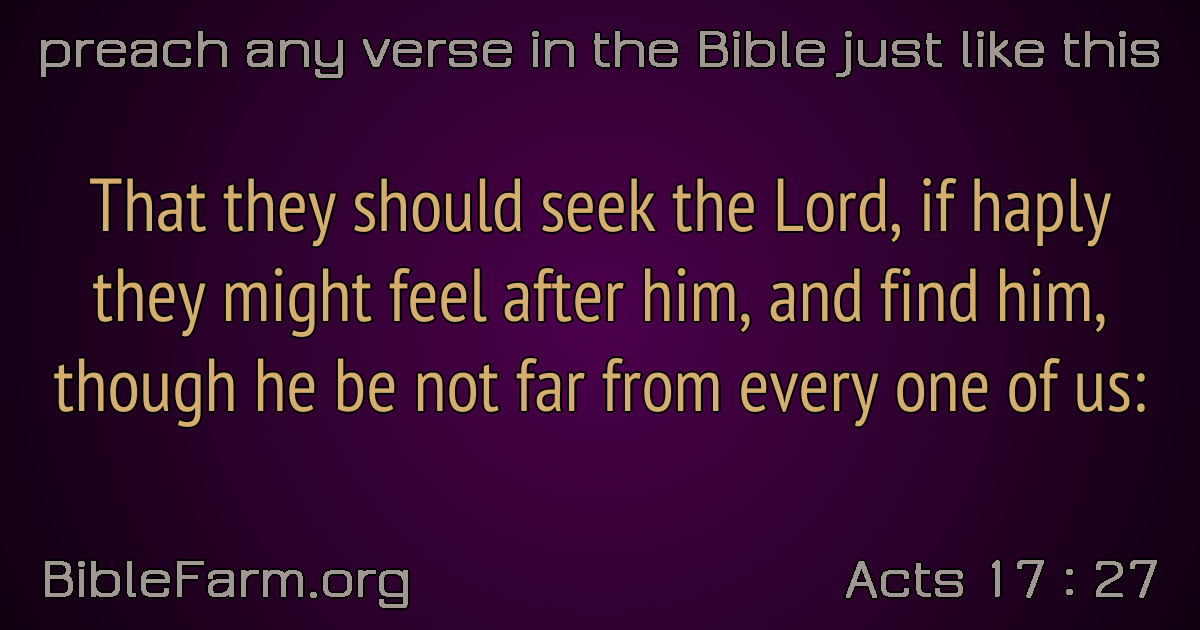 preach any verse in the Bible just like this
That they should seek the Lord, if haply
they might feel after him, and find him,
though he be not far from every one of us:
BibleFarm.org
Acts 17 : 27